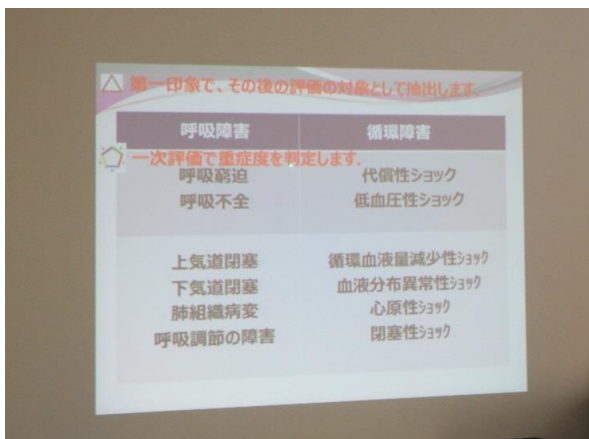 第一印象で、その後の評価の対象として抽出します.
呼吸障害 循環障害
一次評価で重症度を判定します.
呼吸窮迫 代償性ショック
呼吸不全 低血圧性ショック
上気道閉塞 循環血液量減少性ショック
下気道閉塞 血液分布異常性ショック
肺組織病変 心原性ショック
呼吸調節の障害 閉塞性ショック